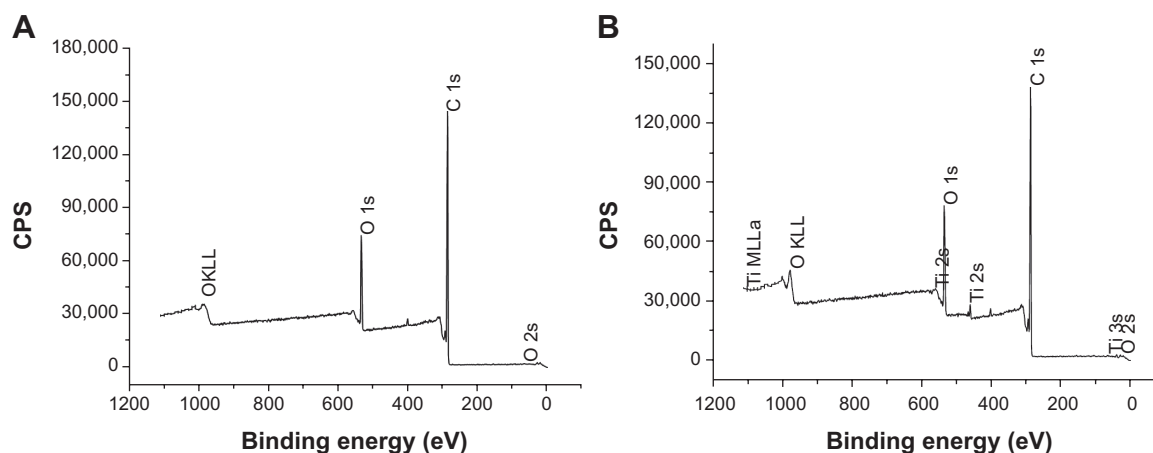 A
180,000
150,000
120,000
90,000
60,000
30,000
0
CPS
OKLL
O 1s
C 1s
O 2s
1200 1000 800 600 400 200 0
Binding energy (eV)
B
150,000
120,000
90,000
60,000
30,000
0
CPS
Ti MLLa
O KLL
Ti 2s
O 1s
Ti 2s
C 1s
Ti 3s
O 2s
1200 1000 800 600 400 200 0
Binding energy (eV)